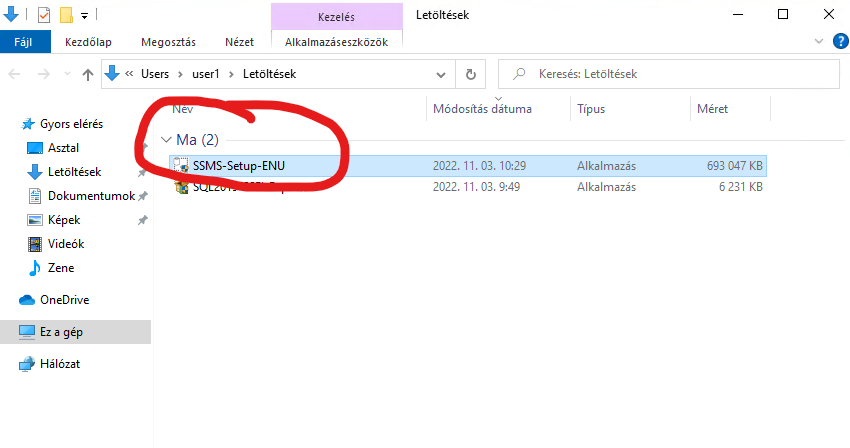 Kezelés
Letöltések
Fájl
Kezdőlap
Megosztás
Nézet
Alkalmazáseszközök
Users
user1
Letöltések
Keresés: Letöltések
Név
Módosítás dátuma
Típus
Méret
Gyors elérés
Asztal
Letöltések
Dokumentumok
Képek
Videók
Zene
OneDrive
Ez a gép
Hálózat
Ma (2)
SSMS-Setup-ENU 2022. 11. 03. 10:29 Alkalmazás 693 047 KB
2022. 11. 03. 9:49 Alkalmazás 6 231 KB